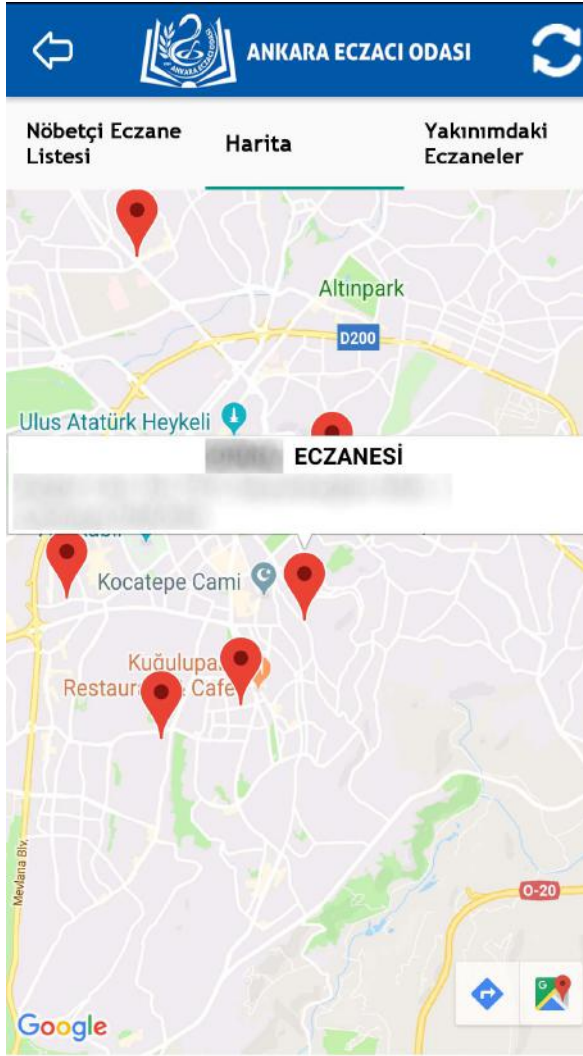 ANKARA ECZACI ODASI
Nöbetçi Eczane
Listesi
Harita
Yakınımdaki
Eczaneler
Altınpark
D200
Ulus Atatürk Heykeli
ECZANESİ
Kocatepe Cami
Kuğulupa
Restaur Cafe
Mevlana Blv.
O-20
Google